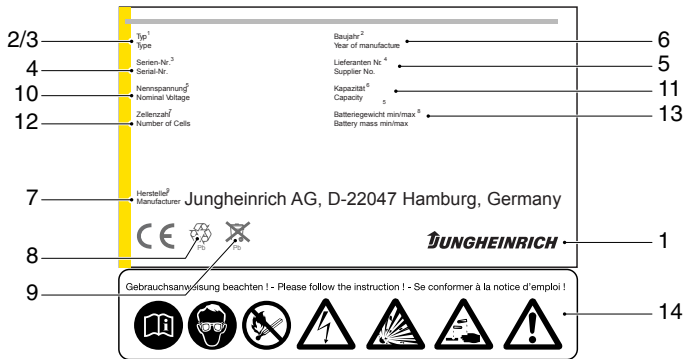 2/3
Typ1
Type
Baujahr2
Year of manufacture
6
4
Serien-Nr.3
Serial-Nr.
Lieferanten Nr 4
Supplier No.
5
10
Nennspannung5
Nominal Voltage
Kapazität6
Capacity
5
11
12
Zellenzahl7
Number of Cells
Batteriegewicht min/max 8
Battery mass min/max
13
7
Hersteller9
Manufacturer
Jungheinrich AG, D-22047 Hamburg, Germany
8
CE
Pb
Pb
9
JUNGHEINRICH
1
Gebrauchsanweisung beachten ! - Please follow the instruction ! - Se conformer à la notice d'emploi !
14